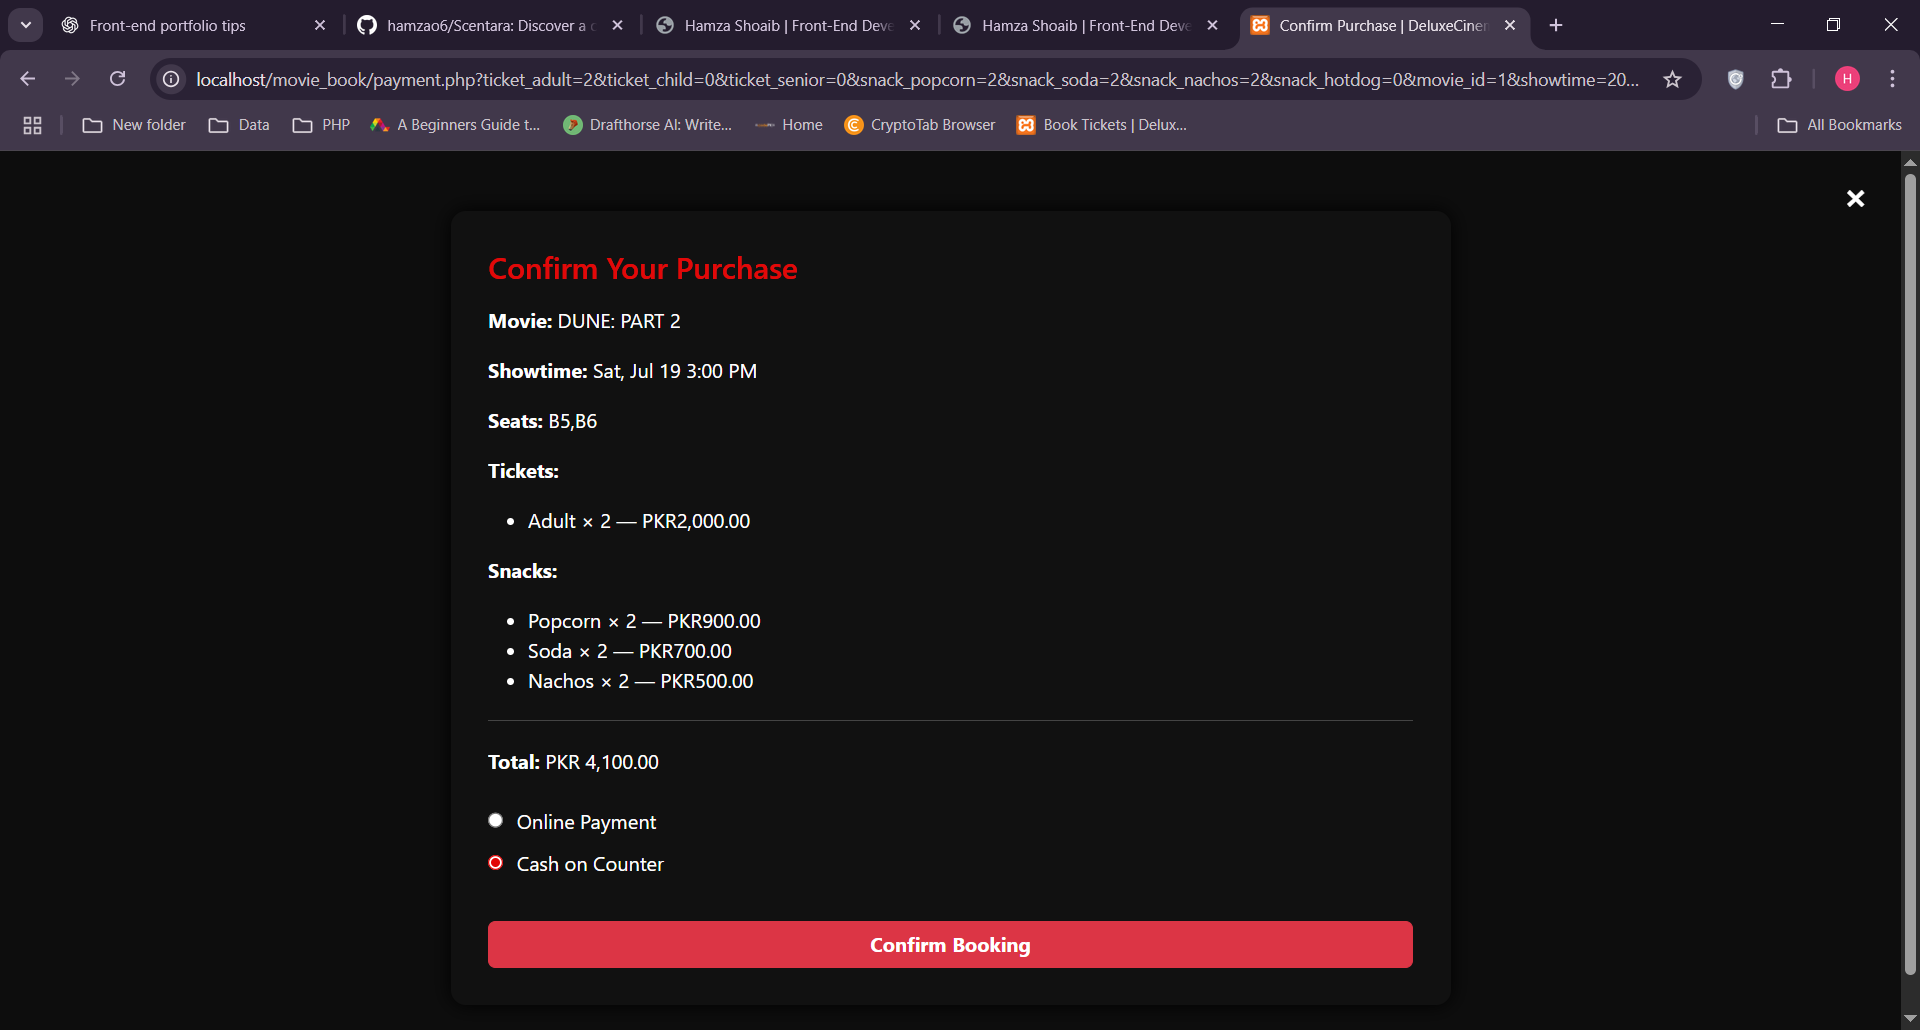 Front-end portfolio tips
hamzao6/Scentara: Discover a c
Hamza Shoaib | Front-End Deve
Hamza Shoaib | Front-End Deve
Confirm Purchase | DeluxeCinem
localhost/movie_book/payment.php?ticket_adult=2&ticket_child=0&ticket_senior=0&snack_popcorn=2&snack_soda=2&snack_nachos=2&snack_hotdog=0&movie_id=1&showtime=20...
H
New folder
Data
PHP
A Beginners Guide t...
Drafthorse AI: Write...
Home
CryptoTab Browser
Book Tickets | Delux...
All Bookmarks
Confirm Your Purchase
Movie: DUNE: PART 2
Showtime: Sat, Jul 19 3:00 PM
Seats: B5,B6
Tickets:
• Adult × 2 — PKR2,000.00
Snacks:
• Popcorn × 2 — PKR900.00
• Soda × 2 — PKR700.00
• Nachos × 2 — PKR500.00
Total: PKR 4,100.00
Online Payment
Cash on Counter
Confirm Booking